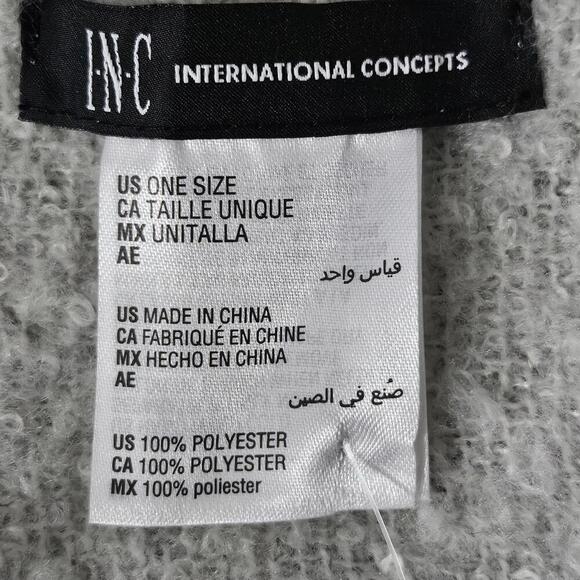 I·N·C INTERNATIONAL CONCEPTS
US ONE SIZE
CA TAILLE UNIQUE
MX UNITALLA
AE
قياس واحد
US MADE IN CHINA
CA FABRIQUÉ EN CHINE
MX HECHO EN CHINA
AE
صُنع في الصين
US 100% POLYESTER
CA 100% POLYESTER
MX 100% poliester